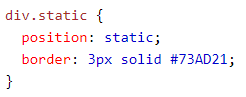 div.static {
  position: static;
  border: 3px solid #73AD21;
}